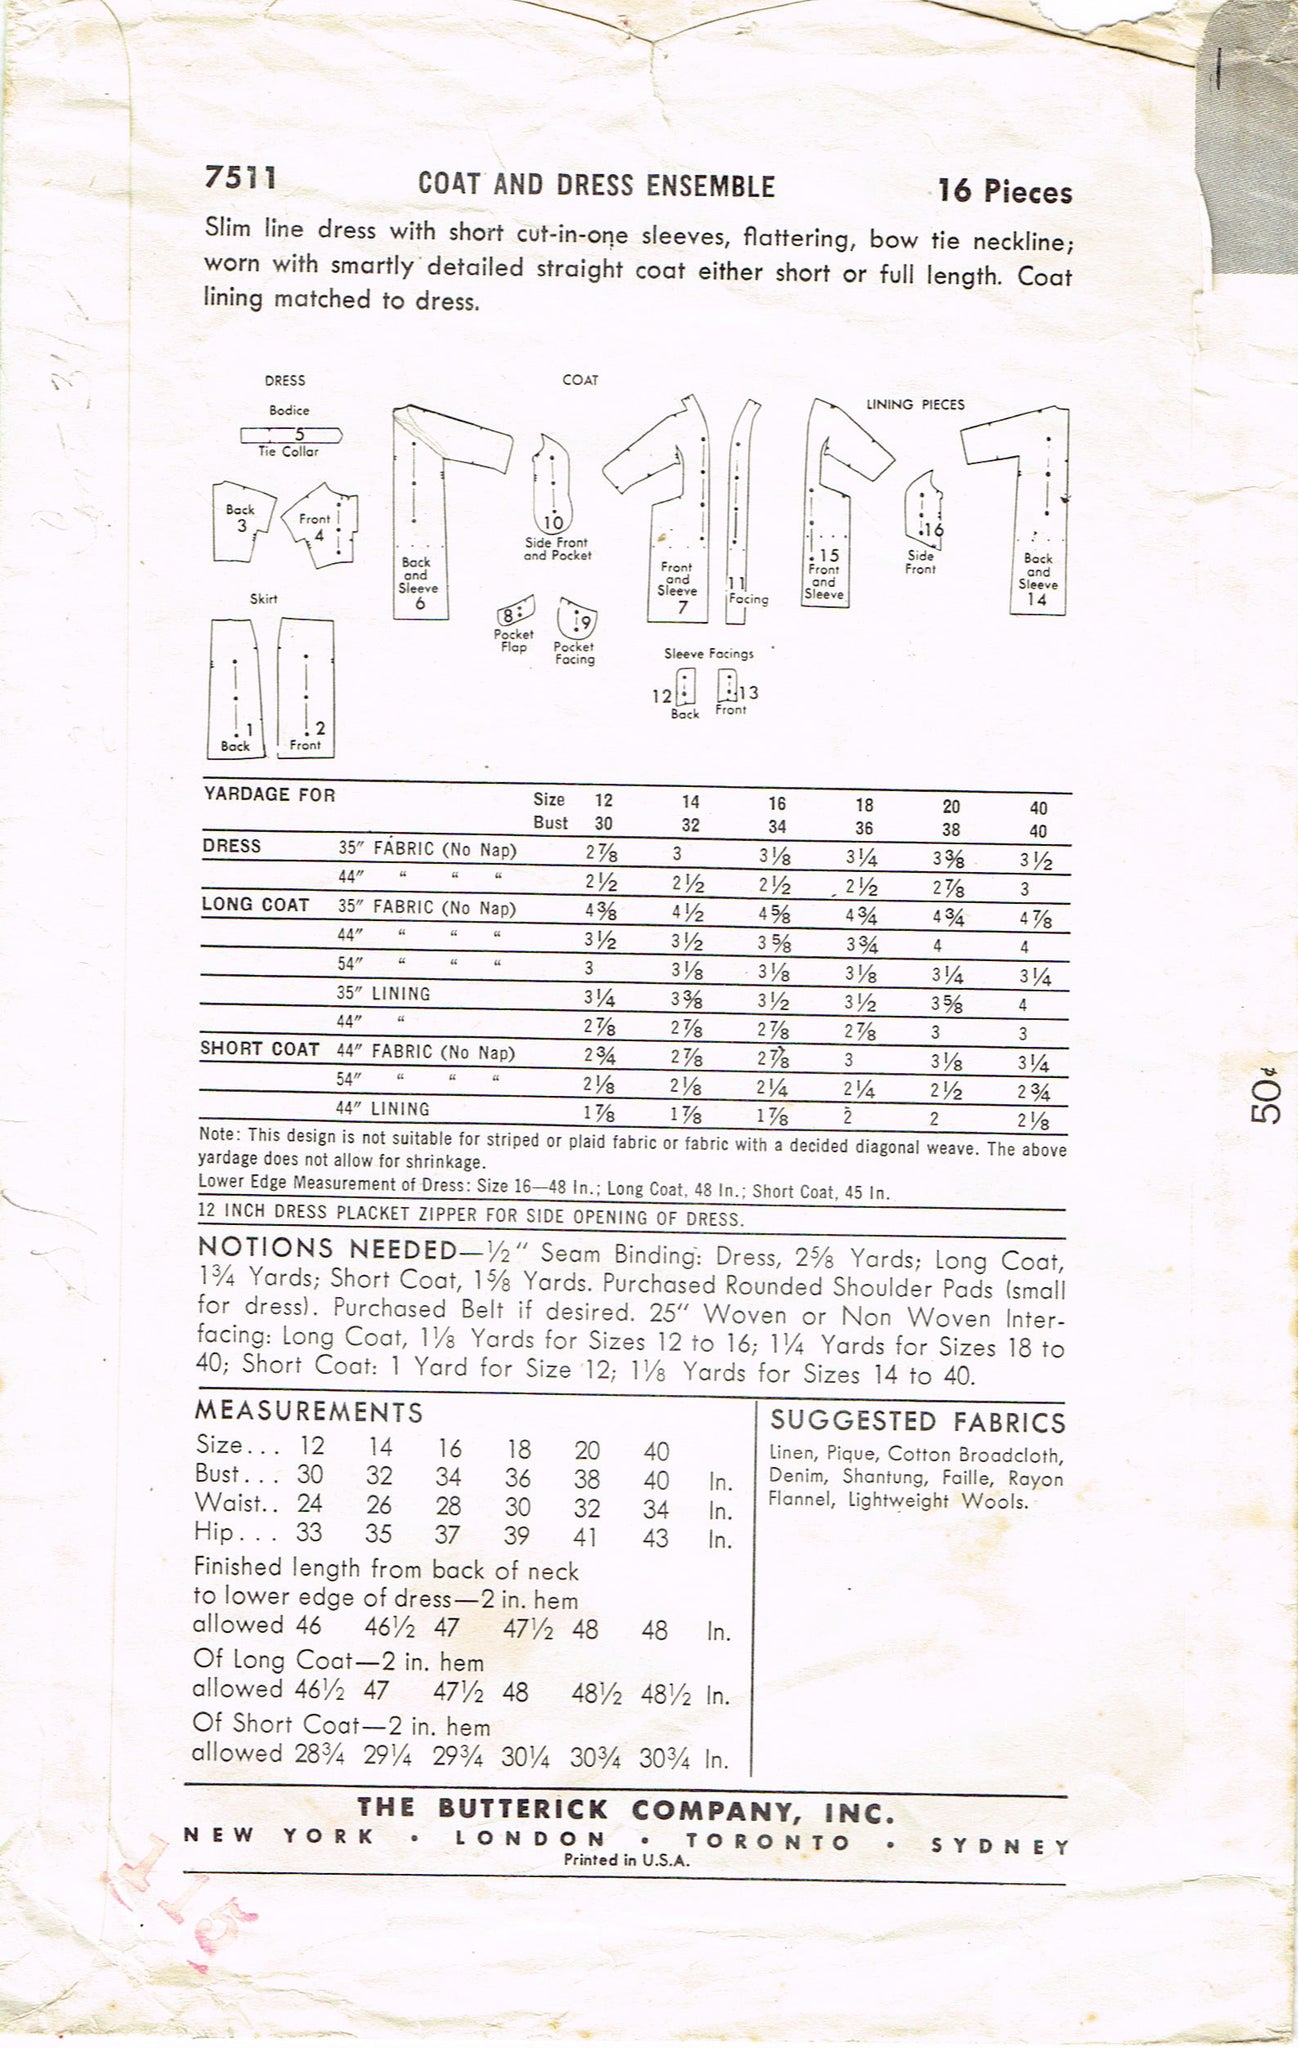 7511 COAT AND DRESS ENSEMBLE 16 Pieces
Slim line dress with short cut-in-one sleeves, flattering, bow tie neckline;
worn with smartly detailed straight coat either short or full length. Coat
lining matched to dress.
DRESS
COAT
LINING PIECES
Bodice
5
Tie Collar
Back
3
Front
4
Skirt
1
Back
2
Front
Back
and
Sleeve
6
10
Side Front
and Pocket
8
Pocket
Flap
9
Pocket
Facing
Front
and
Sleeve
7
11
Facing
Sleeve Facings
12
Back
13
Front
15
Front
and
Sleeve
16
Side
Front
Back
and
Sleeve
14
YARDAGE FOR Size 12 14 16 18 20 40
Bust 30 32 34 36 38 40
DRESS 35" FABRIC (No Nap) 2⅞ 3 3⅛ 3¼ 3⅜ 3½
44" " " " 2½ 2½ 2½ 2½ 2⅞ 3
LONG COAT 35" FABRIC (No Nap) 4⅜ 4½ 4⅝ 4¾ 4¾ 4⅞
44" " " " 3½ 3½ 3⅝ 3¾ 4 4
54" " " " 3 3⅛ 3⅛ 3⅛ 3¼ 3¼
35" LINING 3¼ 3⅜ 3½ 3½ 3⅝ 4
44" " 2⅞ 2⅞ 2⅞ 2⅞ 3 3
SHORT COAT 44" FABRIC (No Nap) 2¾ 2⅞ 2⅞ 3 3⅛ 3¼
54" " " " 2⅛ 2⅛ 2¼ 2¼ 2½ 2¾
44" LINING 1⅞ 1⅞ 1⅞ 2 2 2⅛
Note: This design is not suitable for striped or plaid fabric or fabric with a decided diagonal weave. The above
yardage does not allow for shrinkage.
Lower Edge Measurement of Dress: Size 16—48 In.; Long Coat, 48 In.; Short Coat, 45 In.
12 INCH DRESS PLACKET ZIPPER FOR SIDE OPENING OF DRESS.
NOTIONS NEEDED—½" Seam Binding: Dress, 2⅝ Yards; Long Coat,
1¾ Yards; Short Coat, 1⅝ Yards. Purchased Rounded Shoulder Pads (small
for dress). Purchased Belt if desired. 25" Woven or Non Woven Inter-
facing: Long Coat, 1⅛ Yards for Sizes 12 to 16; 1¼ Yards for Sizes 18 to
40; Short Coat: 1 Yard for Size 12; 1⅛ Yards for Sizes 14 to 40.
MEASUREMENTS
Size... 12 14 16 18 20 40
Bust... 30 32 34 36 38 40 In.
Waist.. 24 26 28 30 32 34 In.
Hip... 33 35 37 39 41 43 In.
Finished length from back of neck
to lower edge of dress—2 in. hem
allowed 46 46½ 47 47½ 48 48 In.
Of Long Coat—2 in. hem
allowed 46½ 47 47½ 48 48½ 48½ In.
Of Short Coat—2 in. hem
allowed 28¾ 29¼ 29¾ 30¼ 30¾ 30¾ In.
SUGGESTED FABRICS
Linen, Pique, Cotton Broadcloth,
Denim, Shantung, Faille, Rayon
Flannel, Lightweight Wools.
THE BUTTERICK COMPANY, INC.
NEW YORK • LONDON • TORONTO • SYDNEY
Printed in U.S.A.
50¢